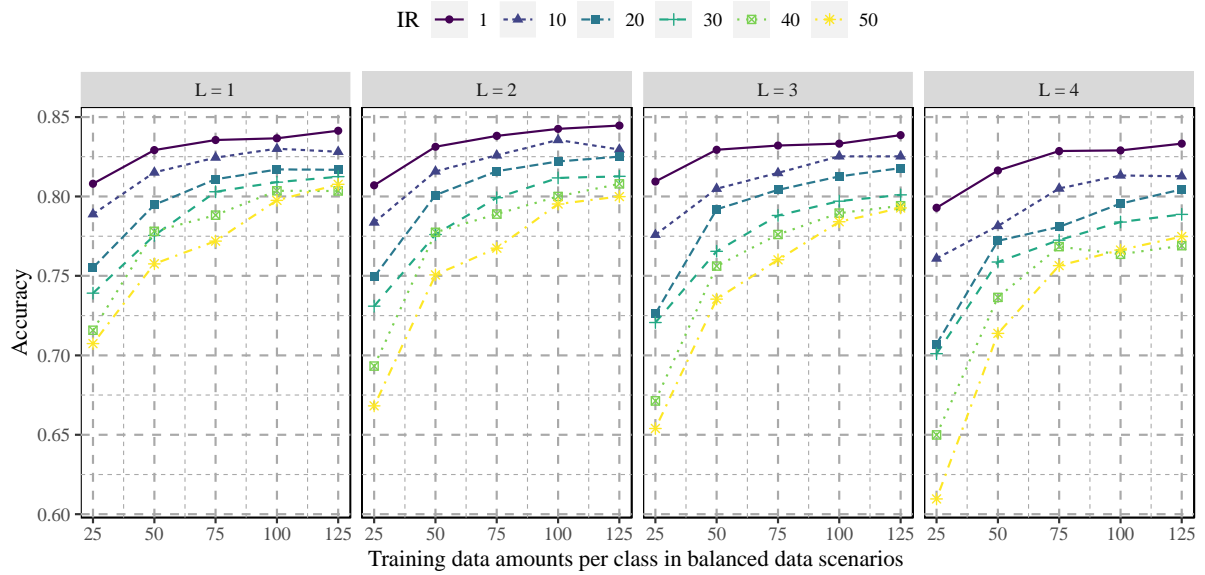 IR 1 10 20 30 40 50
L = 1 L = 2 L = 3 L = 4
0.85
0.80
0.75
0.70
0.65
0.60
Accuracy
25 50 75 100 125 25 50 75 100 125 25 50 75 100 125 25 50 75 100 125
Training data amounts per class in balanced data scenarios